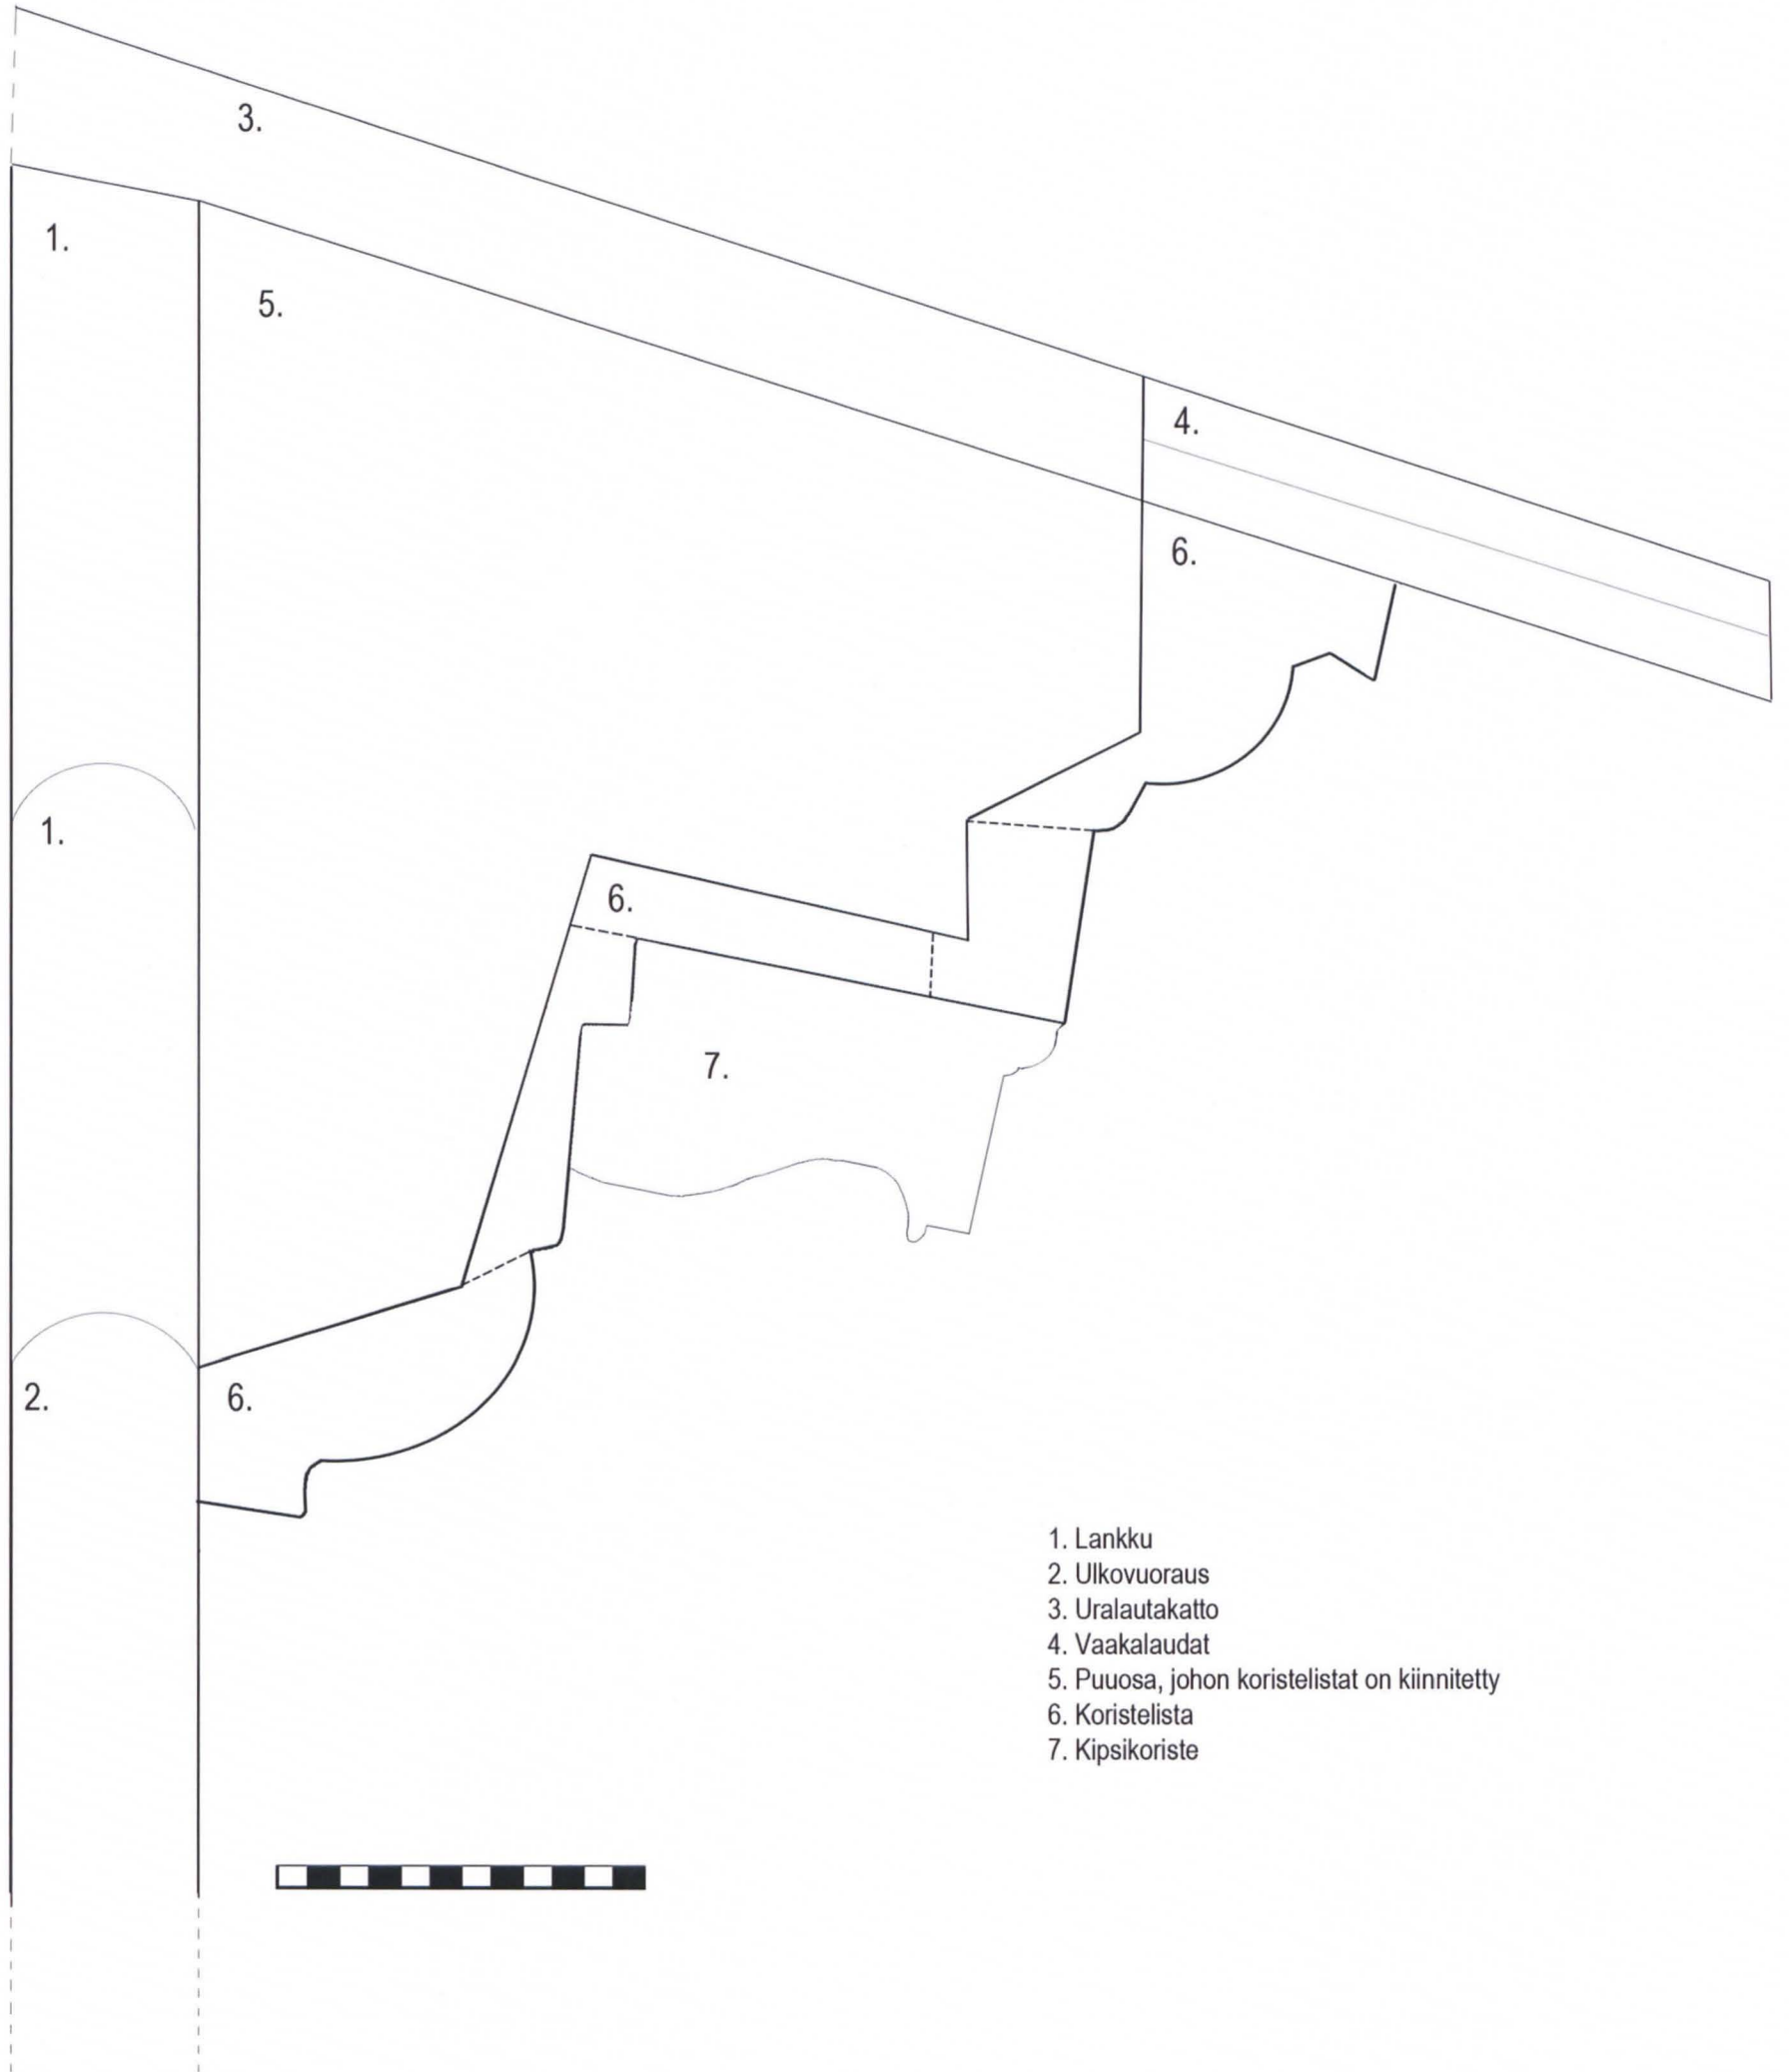 3.
1.
5.
4.
6.
1.
6.
7.
2.
6.
1. Lankku
2. Ulkovuoraus
3. Uralautakatto
4. Vaakalaudat
5. Puuosa, johon koristelistat on kiinnitetty
6. Koristelista
7. Kipsikoriste